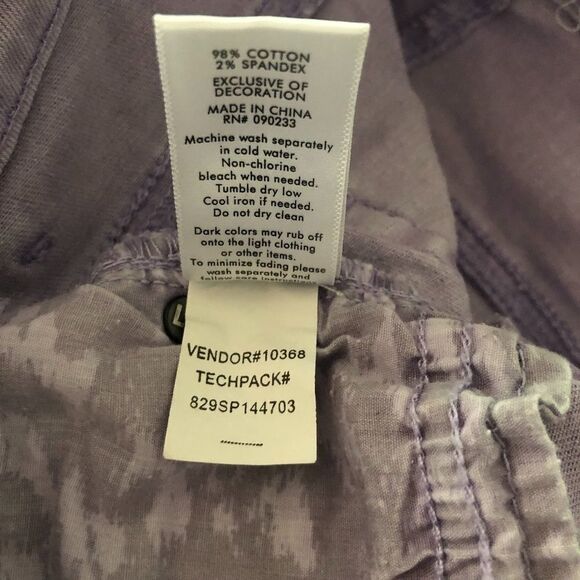 98% COTTON
2% SPANDEX
EXCLUSIVE OF
DECORATION
MADE IN CHINA
RN# 090233
Machine wash separately
in cold water.
Non-chlorine
bleach when needed.
Tumble dry low
Cool iron if needed.
Do not dry clean
Dark colors may rub off
onto the light clothing
or other items.
To minimize fading please
wash separately and
follow care instructions
L
VENDOR#10368
TECHPACK#
829SP144703